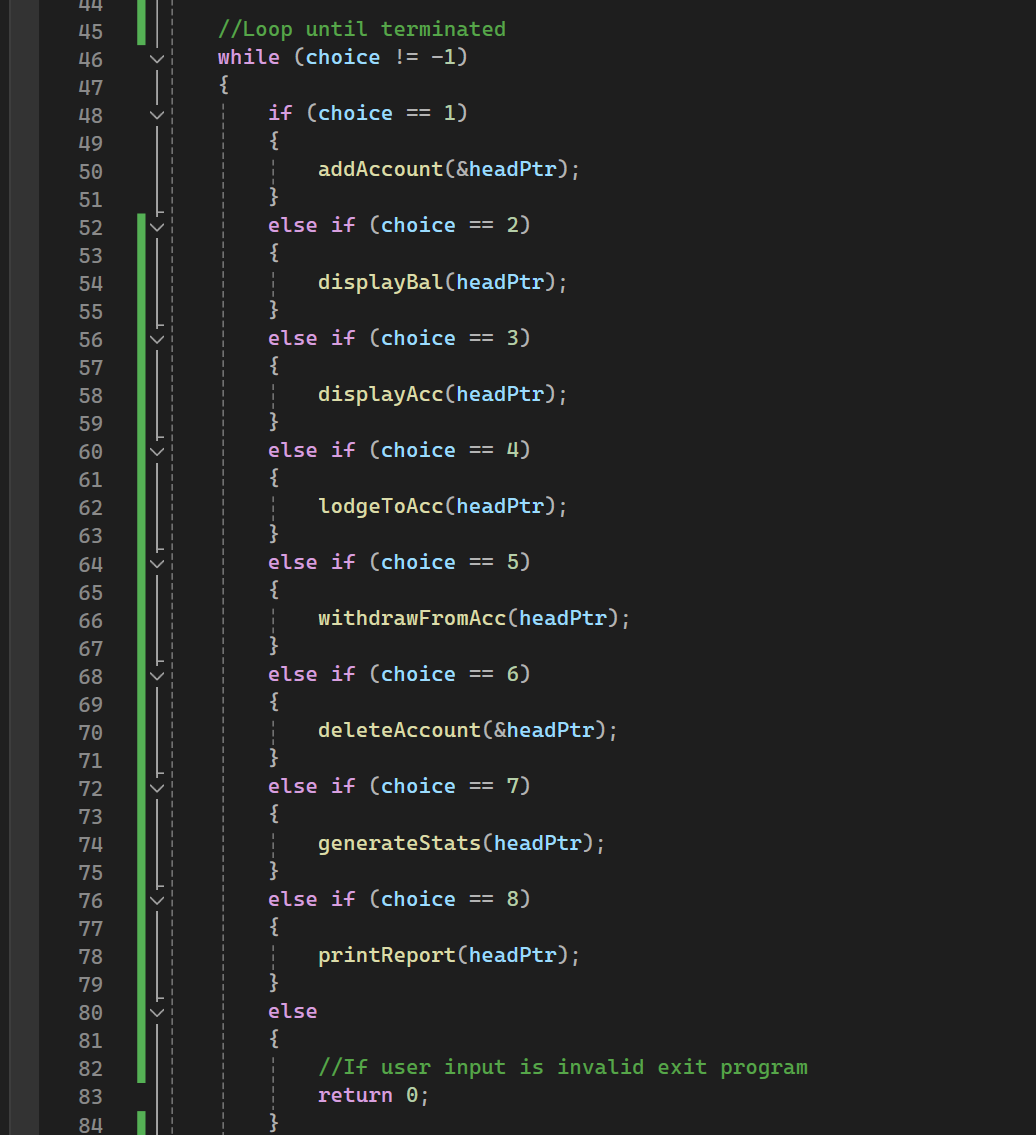 44
45 //Loop until terminated
46 while (choice != -1)
47 {
48 if (choice == 1)
49 {
50 addAccount(&headPtr);
51 }
52 else if (choice == 2)
53 {
54 displayBal(headPtr);
55 }
56 else if (choice == 3)
57 {
58 displayAcc(headPtr);
59 }
60 else if (choice == 4)
61 {
62 lodgeToAcc(headPtr);
63 }
64 else if (choice == 5)
65 {
66 withdrawFromAcc(headPtr);
67 }
68 else if (choice == 6)
69 {
70 deleteAccount(&headPtr);
71 }
72 else if (choice == 7)
73 {
74 generateStats(headPtr);
75 }
76 else if (choice == 8)
77 {
78 printReport(headPtr);
79 }
80 else
81 {
82 //If user input is invalid exit program
83 return 0;
84 }